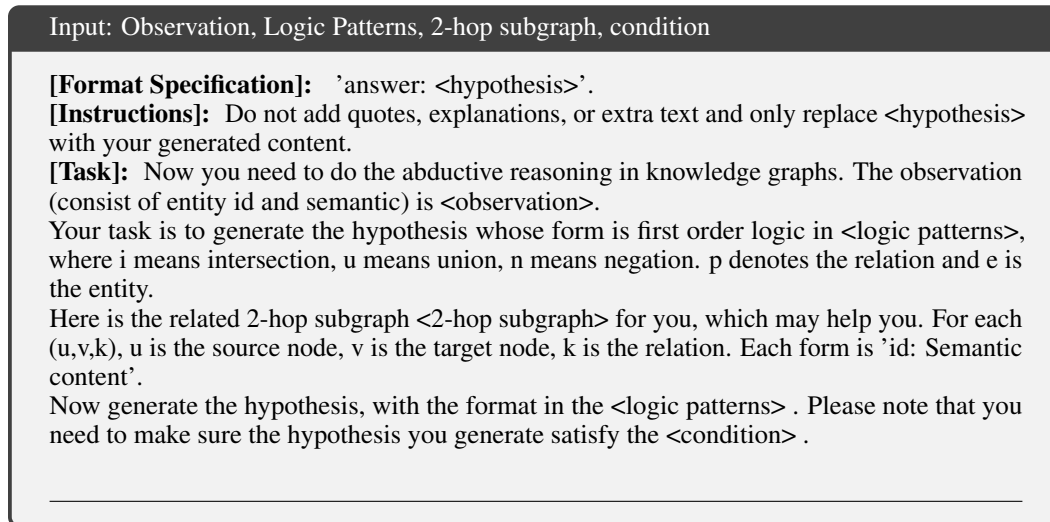 Input: Observation, Logic Patterns, 2-hop subgraph, condition
[Format Specification]: ’answer: <hypothesis>’.
[Instructions]: Do not add quotes, explanations, or extra text and only replace <hypothesis>
with your generated content.
[Task]: Now you need to do the abductive reasoning in knowledge graphs. The observation
(consist of entity id and semantic) is <observation>.
Your task is to generate the hypothesis whose form is first order logic in <logic patterns>,
where i means intersection, u means union, n means negation. p denotes the relation and e is
the entity.
Here is the related 2-hop subgraph <2-hop subgraph> for you, which may help you. For each
(u,v,k), u is the source node, v is the target node, k is the relation. Each form is ’id: Semantic
content’.
Now generate the hypothesis, with the format in the <logic patterns> . Please note that you
need to make sure the hypothesis you generate satisfy the <condition> .